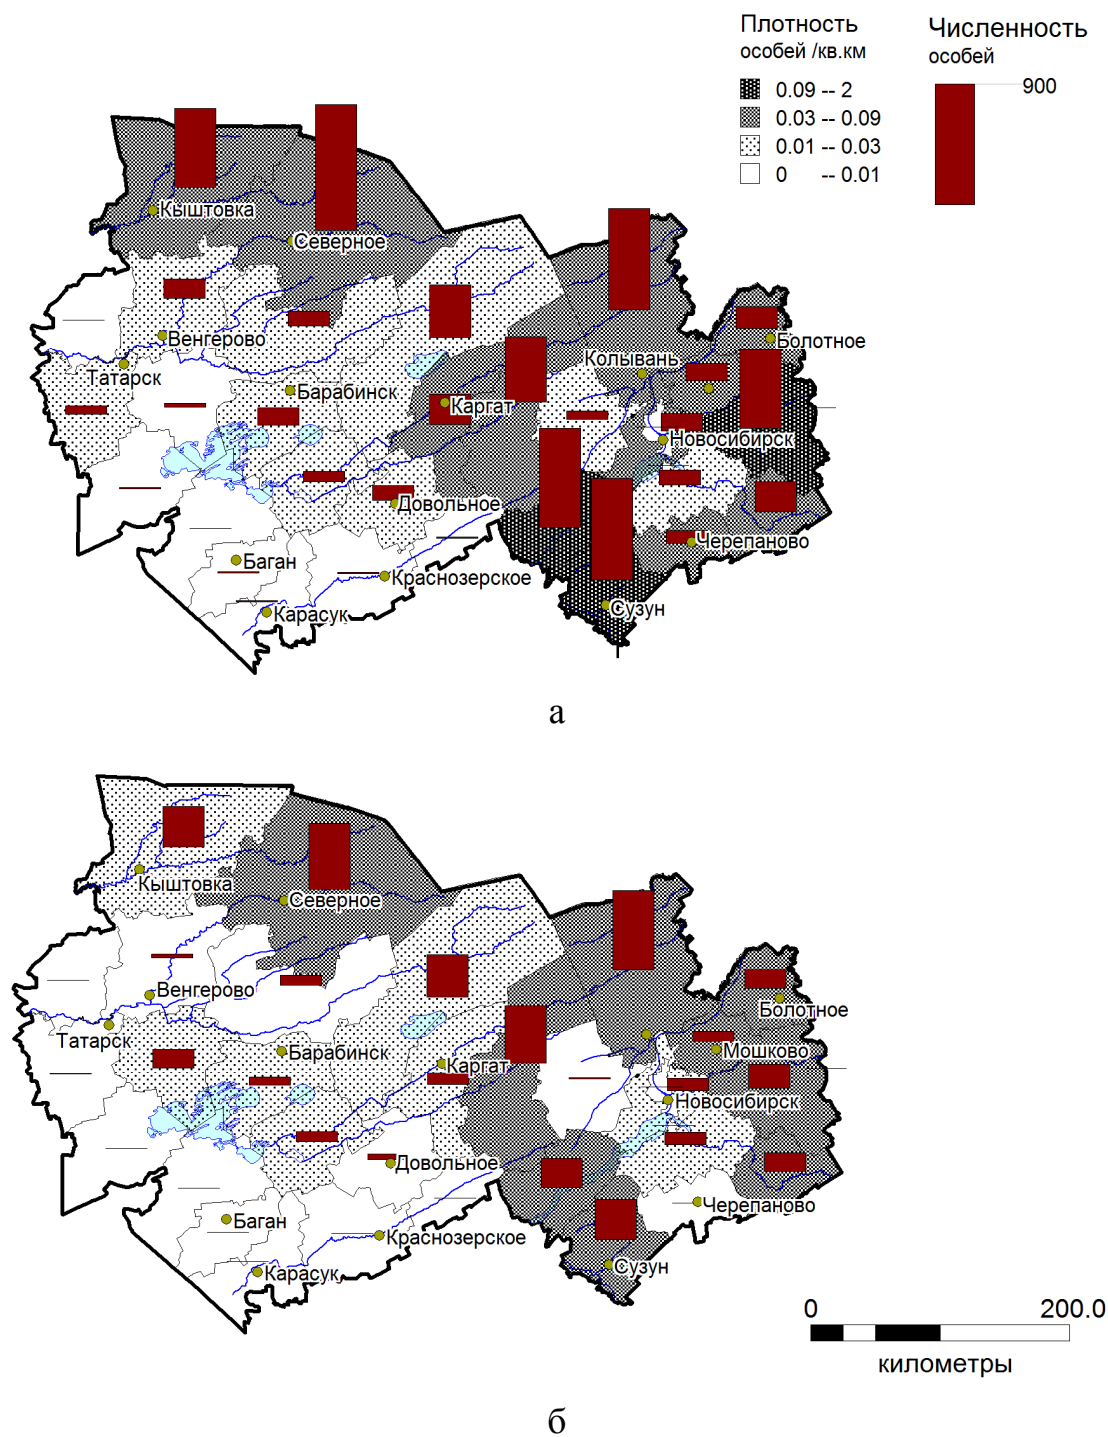 Плотность
особей /кв.км
0.09 -- 2
0.03 -- 0.09
0.01 -- 0.03
0 -- 0.01
Численность
особей
900
Кыштовка
Северное
Венгерово
Татарск
Барабинск
Каргат
Колывань
Болотное
Новосибирск
Довольное
Черепаново
Баган
Краснозерское
Карасук
Сузун
а
Кыштовка
Северное
Венгерово
Татарск
Барабинск
Каргат
Болотное
Мошково
Новосибирск
Довольное
Черепаново
Баган
Краснозерское
Карасук
Сузун
0 200.0
километры
б